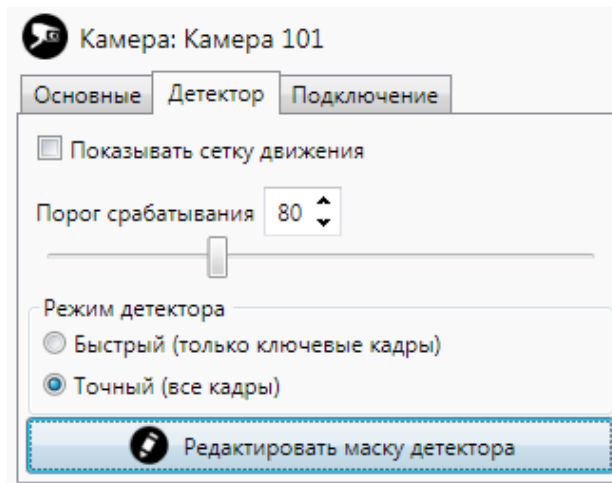 Камера: Камера 101
Основные Детектор Подключение
Показывать сетку движения
Порог срабатывания 80
Режим детектора
Быстрый (только ключевые кадры)
Точный (все кадры)
Редактировать маску детектора